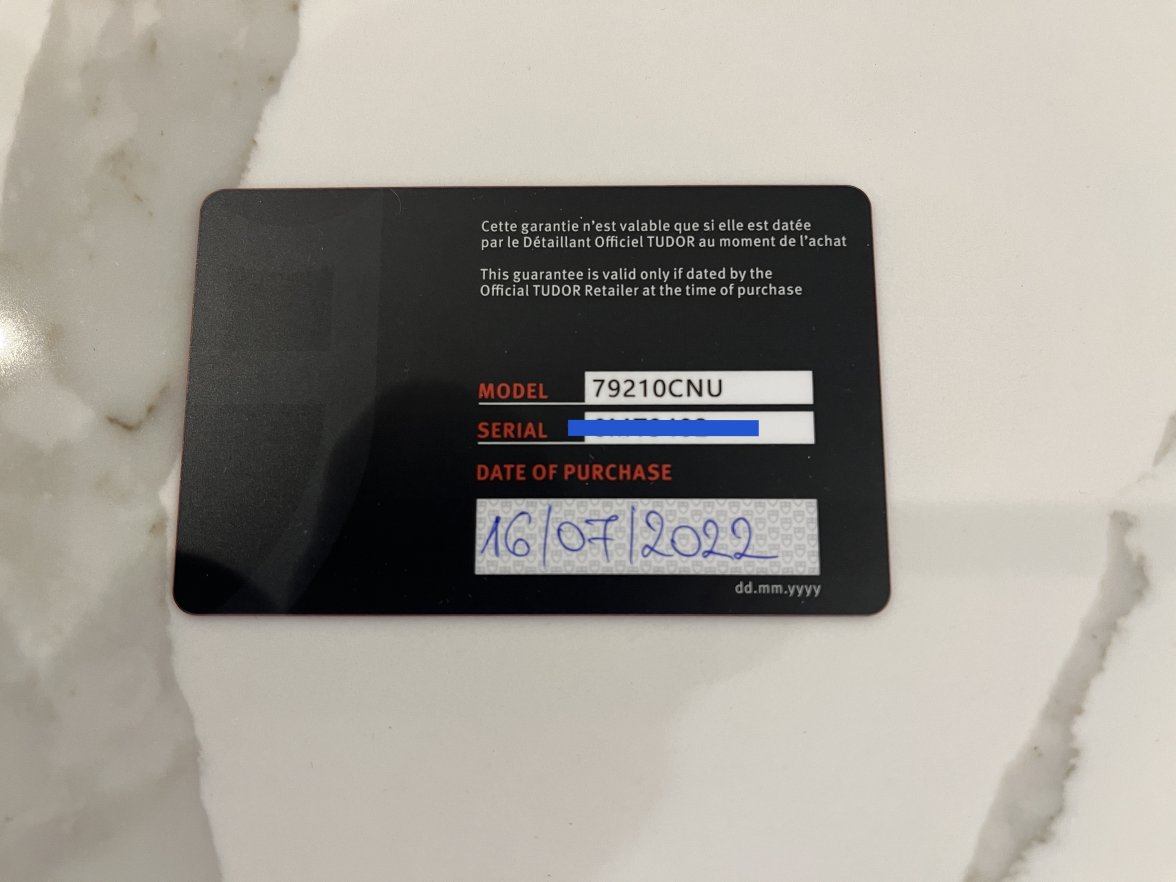 Cette garantie n'est valable que si elle est datée
par le Détaillant Officiel TUDOR au moment de l'achat
This guarantee is valid only if dated by the
Official TUDOR Retailer at the time of purchase
MODEL 79210CNU
SERIAL
DATE OF PURCHASE
16/07/2022
dd.mm.yyyy